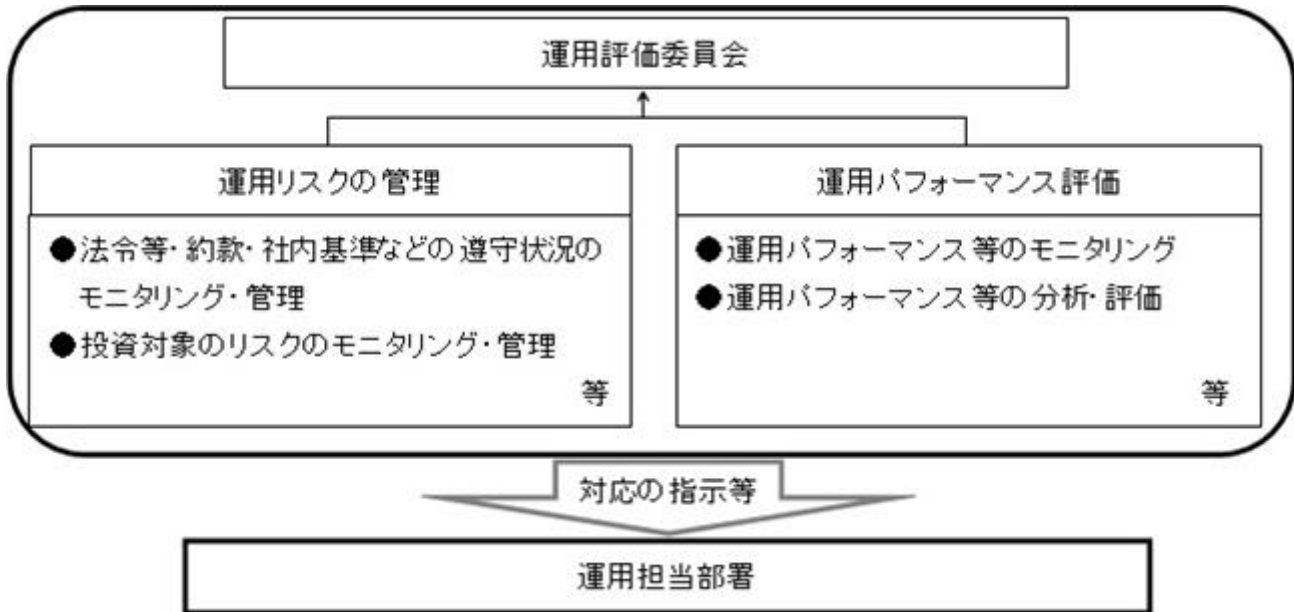 運用評価委員会
運用リスクの管理
●法令等・約款・社内基準などの遵守状況の
モニタリング・管理
●投資対象のリスクのモニタリング・管理
等
運用パフォーマンス評価
●運用パフォーマンス等のモニタリング
●運用パフォーマンス等の分析・評価
等
対応の指示等
運用担当部署